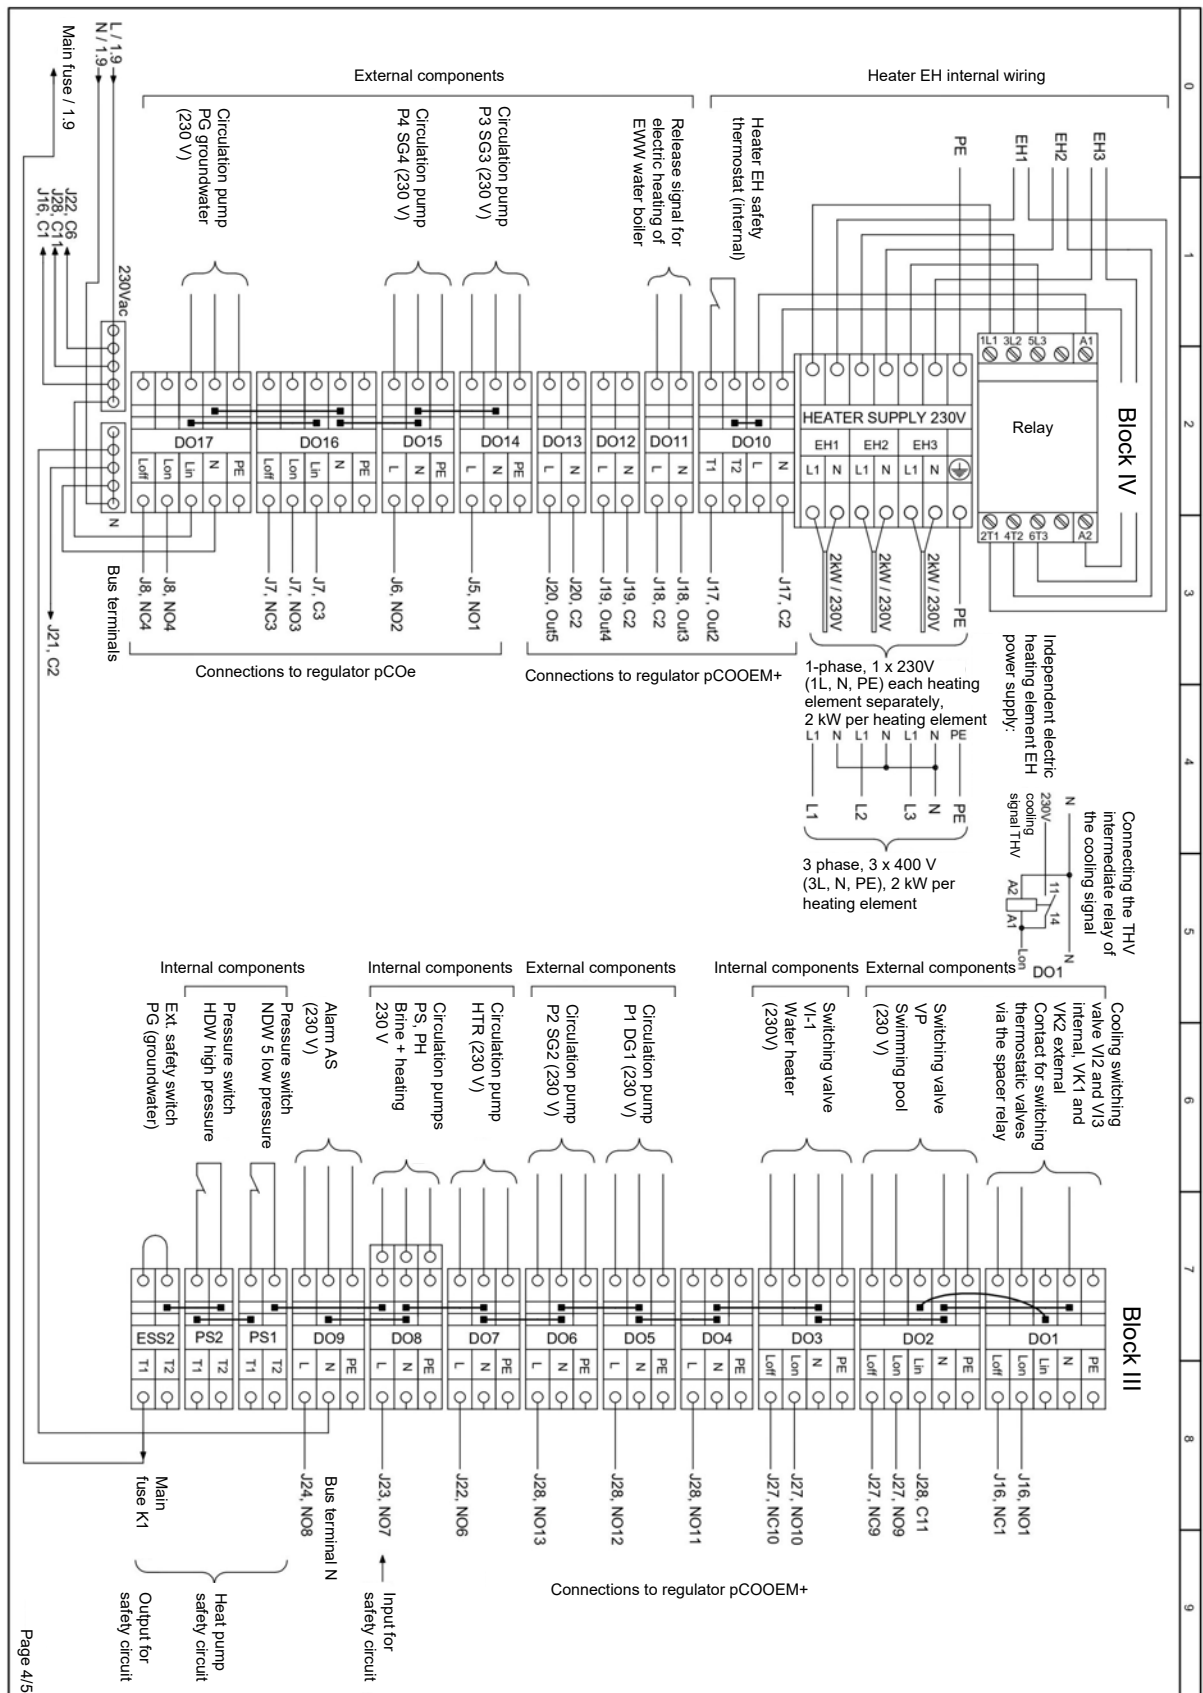 0
1
2
3
4
5
6
7
8
9
Block IV
Heater EH internal wiring
External components
EH3
EH2
EH1
PE
Heater EH safety
thermostat (internal)
Release signal for
electric heating of
EWW water boiler
Circulation pump
P3 SG3 (230 V)
Circulation pump
P4 SG4 (230 V)
Circulation pump
PG groundwater
(230 V)
L / 1.9
N / 1.9
Main fuse / 1.9
J22, C6
J28, C11
J16, C1
230Vac
N
Bus terminals
J21, C2
1L1 3L2 5L3 A1
Relay
2T1 4T2 6T3 A2
HEATER SUPPLY 230V
EH1 EH2 EH3
L1 N L1 N L1 N
DO10
T1 T2 L N
DO11
L N
DO12
L N
DO13
L N
DO14
L N PE
DO15
L N PE
DO16
Loff Lon Lin N PE
DO17
Loff Lon Lin N PE
2kW / 230V
2kW / 230V
2kW / 230V
PE
J17, C2
J17, Out2
J18, Out3
J18, C2
J19, C2
J19, Out4
J20, C2
J20, Out5
J5, NO1
J6, NO2
J7, C3
J7, NO3
J7, NC3
J8, NO4
J8, NC4
Connections to regulator pCOe
Connections to regulator pCOOEM+
Independent electric
heating element EH
power supply:
1-phase, 1 x 230V
(1L, N, PE) each heating
element separately,
2 kW per heating element
L1 N L1 N L1 N PE
L1 L2 L3 N PE
3 phase, 3 x 400 V
(3L, N, PE), 2 kW per
heating element
Connecting the THV
intermediate relay of
the cooling signal
N
230V
cooling
signal THV
A2
A1
11
14
N
Lon
DO1
Block III
External components
Internal components
External components
Internal components
Internal components
Cooling switching
valve VI2 and VI3
internal, VK1 and
VK2 external
Contact for switching
thermostatic valves
via the spacer relay
Switching valve
VP
Swimming pool
(230 V)
Switching valve
VI-1
Water heater
(230V)
Circulation pump
P1 DG1 (230 V)
Circulation pump
P2 SG2 (230 V)
Circulation pump
HTR (230 V)
Circulation pumps
PS, PH
Brine + heating
230 V
Alarm AS
(230 V)
Pressure switch
NDW 5 low pressure
Pressure switch
HDW high pressure
Ext. safety switch
PG (groundwater)
DO1
Loff Lon Lin N PE
DO2
Loff Lon Lin N PE
DO3
Loff Lon N PE
DO4
L N PE
DO5
L N PE
DO6
L N PE
DO7
L N PE
DO8
L N PE
DO9
L N PE
PS1
T1 T2
PS2
T1 T2
ESS2
T1 T2
J16, NO1
J16, NC1
J28, C11
J27, NO9
J27, NC9
J27, NO10
J27, NC10
J28, NO11
J28, NO12
J28, NO13
J22, NO6
J23, NO7
Input for
safety circuit
Bus terminal N
J24, NO8
Main
fuse K1
Heat pump
safety circuit
Output for
safety circuit
Connections to regulator pCOOEM+
Page 4/5